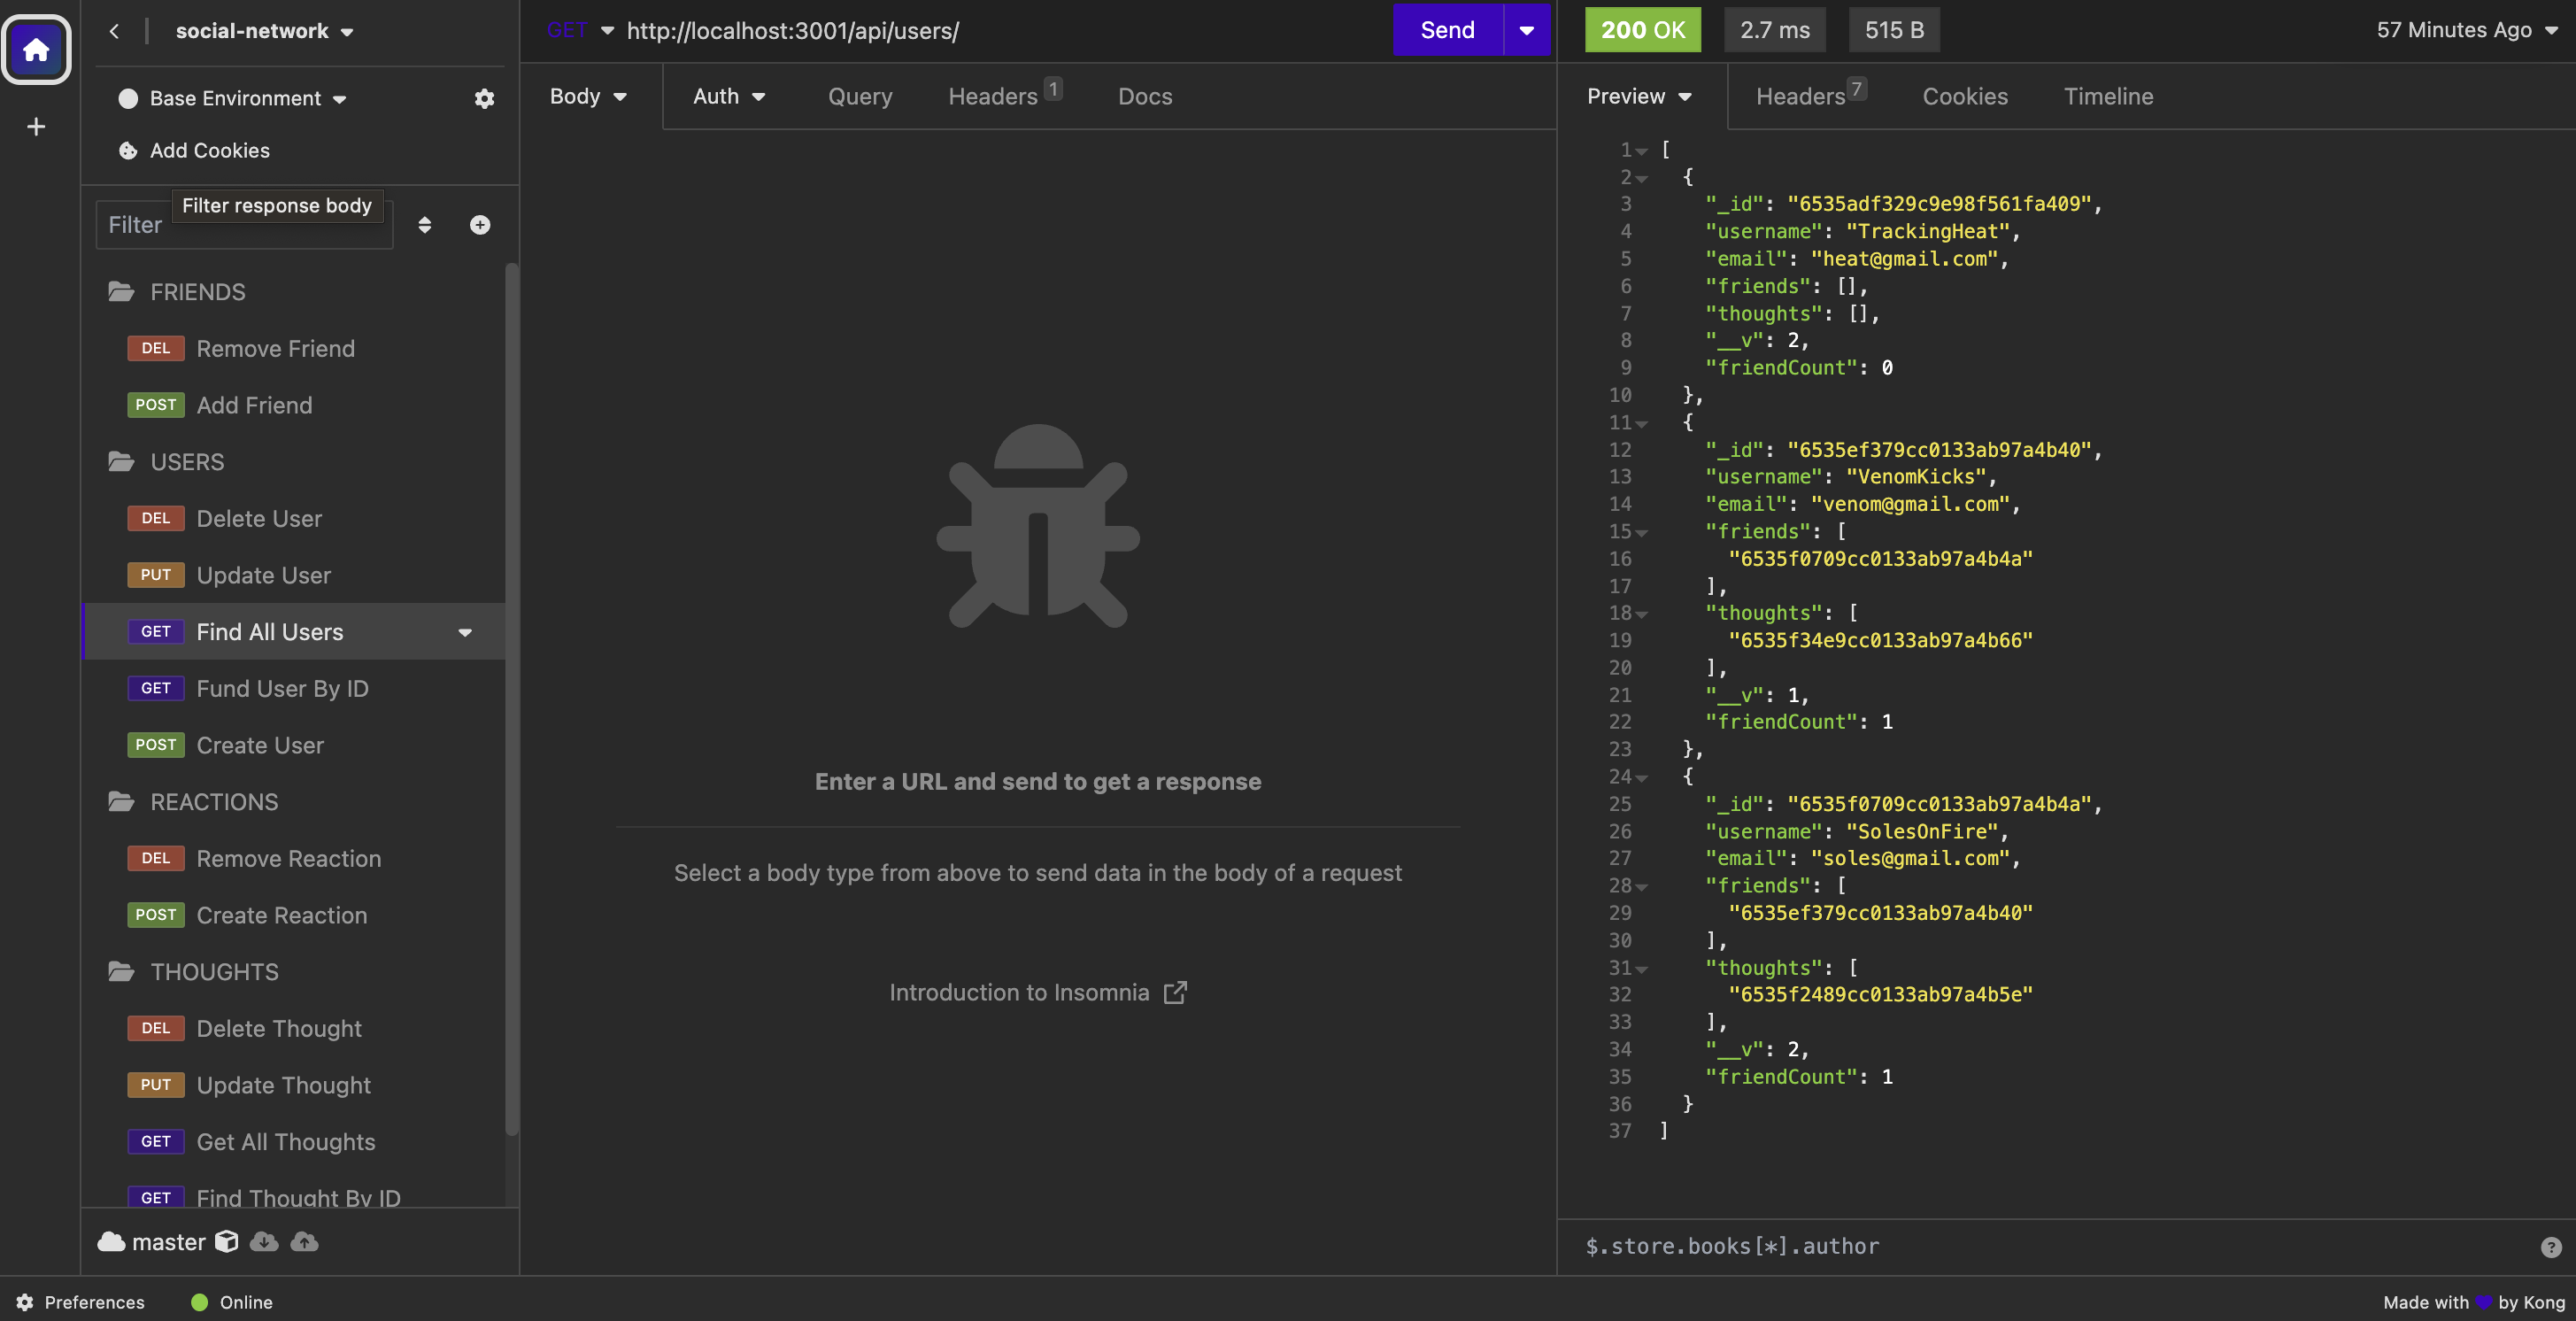 social-network
Base Environment
Add Cookies
Filter response body
Filter
FRIENDS
DEL Remove Friend
POST Add Friend
USERS
DEL Delete User
PUT Update User
GET Find All Users
GET Fund User By ID
POST Create User
REACTIONS
DEL Remove Reaction
POST Create Reaction
THOUGHTS
DEL Delete Thought
PUT Update Thought
GET Get All Thoughts
GET Find Thought By ID
master
GET http://localhost:3001/api/users/ Send
Body Auth Query Headers 1 Docs
Enter a URL and send to get a response
Select a body type from above to send data in the body of a request
Introduction to Insomnia
200 OK 2.7 ms 515 B 57 Minutes Ago
Preview Headers 7 Cookies Timeline
1 [
2 {
3 "_id": "6535adf329c9e98f561fa409",
4 "username": "TrackingHeat",
5 "email": "heat@gmail.com",
6 "friends": [],
7 "thoughts": [],
8 "__v": 2,
9 "friendCount": 0
10 },
11 {
12 "_id": "6535ef379cc0133ab97a4b40",
13 "username": "VenomKicks",
14 "email": "venom@gmail.com",
15 "friends": [
16 "6535f0709cc0133ab97a4b4a"
17 ],
18 "thoughts": [
19 "6535f34e9cc0133ab97a4b66"
20 ],
21 "__v": 1,
22 "friendCount": 1
23 },
24 {
25 "_id": "6535f0709cc0133ab97a4b4a",
26 "username": "SolesOnFire",
27 "email": "soles@gmail.com",
28 "friends": [
29 "6535ef379cc0133ab97a4b40"
30 ],
31 "thoughts": [
32 "6535f2489cc0133ab97a4b5e"
33 ],
34 "__v": 2,
35 "friendCount": 1
36 }
37 ]
$.store.books[*].author
Preferences Online
Made with by Kong